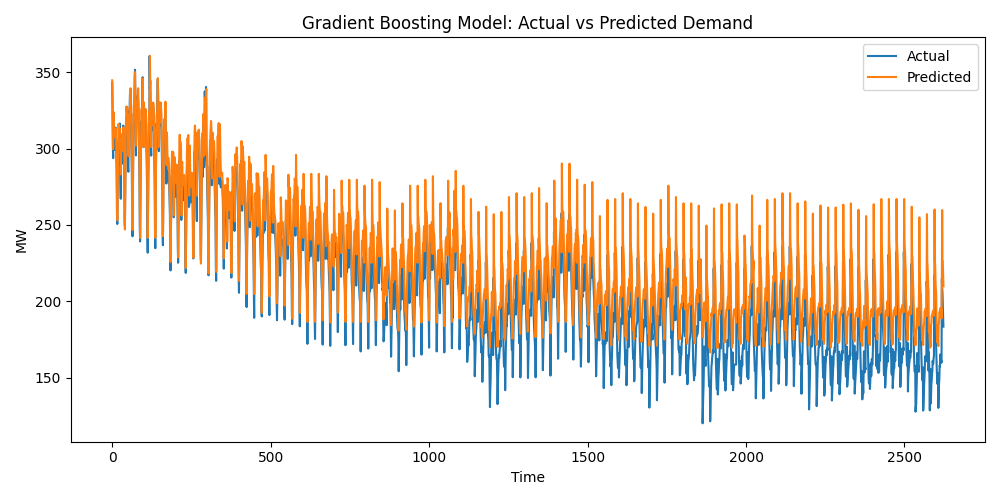 Gradient Boosting Model: Actual vs Predicted Demand
Actual
Predicted
MW
350
300
250
200
150
0 500 1000 1500 2000 2500
Time